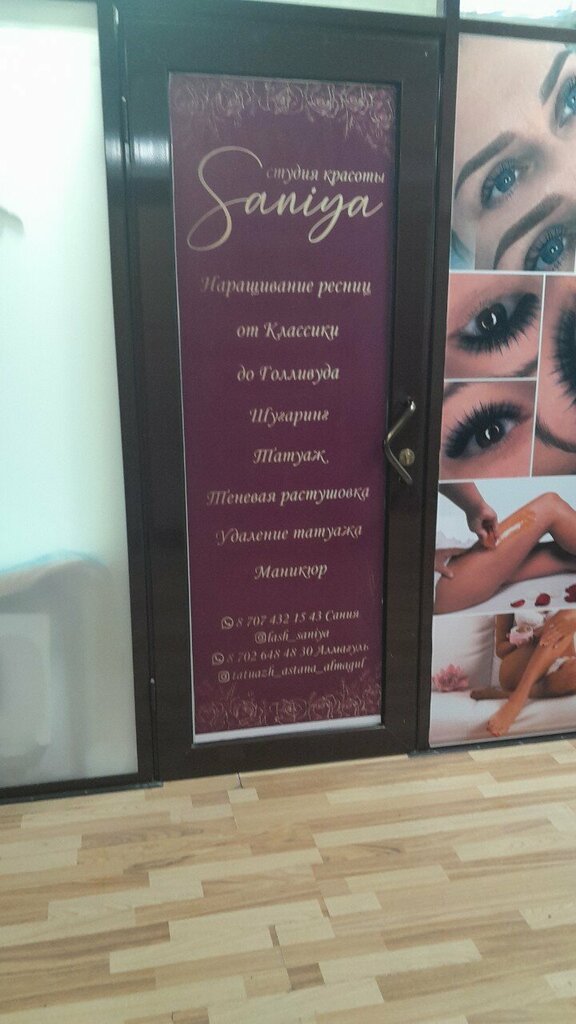 студия красоты
Saniya
Наращивание ресниц
от Классики
до Голливуда
Шугаринг
Татуаж
Теневая растушовка
Удаление татуажа
Маникюр
8 707 432 15 43 Сания
lash_saniya
8 702 648 48 30 Алмагуль
tatuazh_astana_almagul